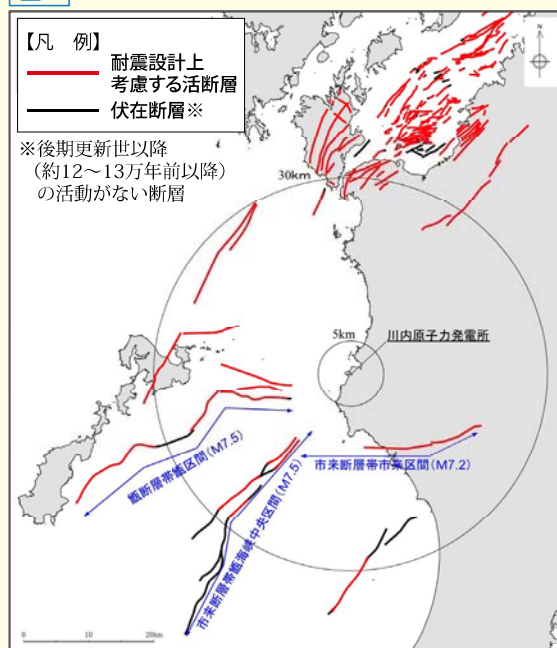 【凡 例】
耐震設計上
考慮する活断層
伏在断層※
※後期更新世以降
(約12〜13万年前以降)
の活動がない断層
N
30km
5km
川内原子力発電所
甑断層帯甑区間(M7.5)
市来断層帯市来区間(M7.2)
市来断層帯甑海峡中央区間(M7.5)
0 10 20km